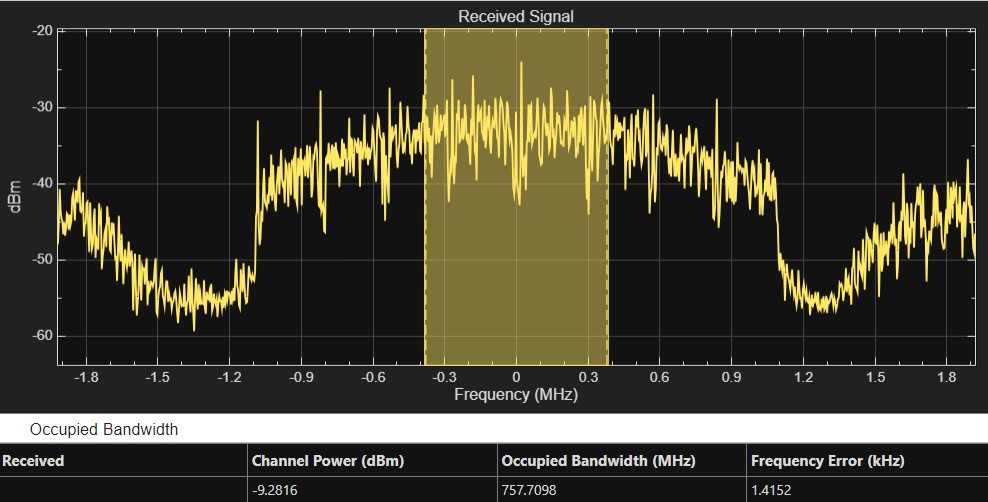 Received Signal
-20
-30
-40
-50
-60
dBm
-1.8 -1.5 -1.2 -0.9 -0.6 -0.3 0 0.3 0.6 0.9 1.2 1.5 1.8
Frequency (MHz)
Occupied Bandwidth
Received Channel Power (dBm) Occupied Bandwidth (MHz) Frequency Error (kHz)
-9.2816 757.7098 1.4152